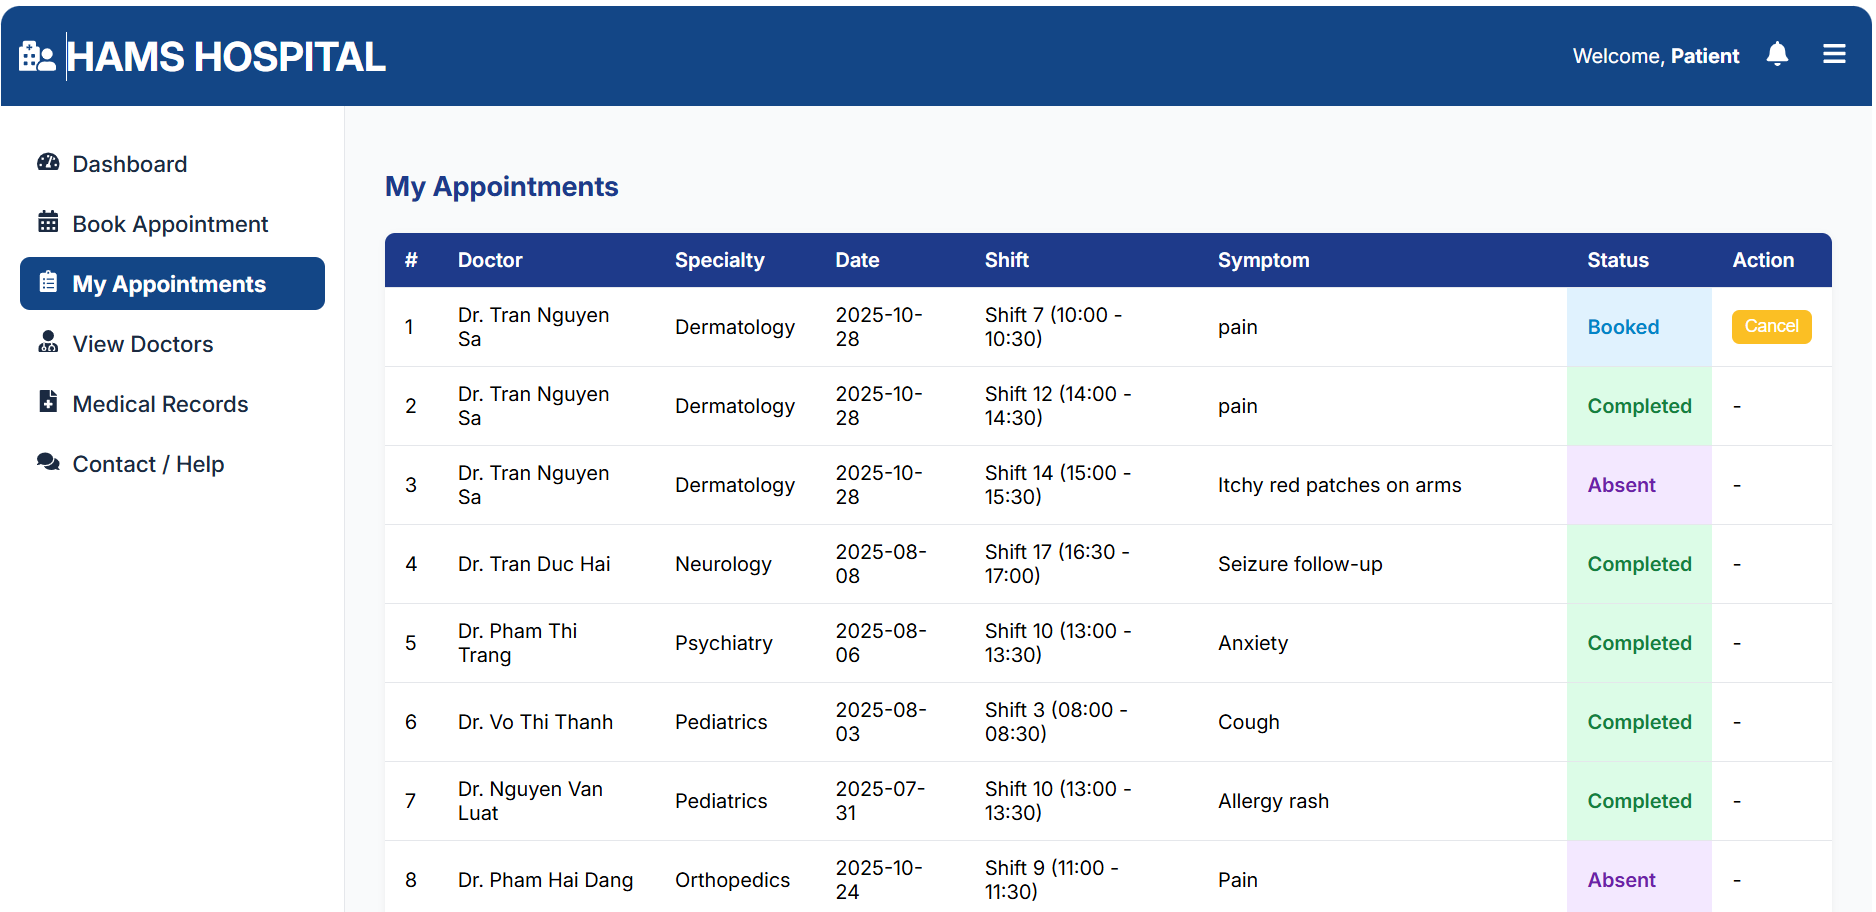 HAMS HOSPITAL
Welcome, Patient
Dashboard
Book Appointment
My Appointments
View Doctors
Medical Records
Contact / Help
My Appointments
# Doctor Specialty Date Shift Symptom Status Action
1 Dr. Tran Nguyen Sa Dermatology 2025-10-28 Shift 7 (10:00 - 10:30) pain Booked Cancel
2 Dr. Tran Nguyen Sa Dermatology 2025-10-28 Shift 12 (14:00 - 14:30) pain Completed -
3 Dr. Tran Nguyen Sa Dermatology 2025-10-28 Shift 14 (15:00 - 15:30) Itchy red patches on arms Absent -
4 Dr. Tran Duc Hai Neurology 2025-08-08 Shift 17 (16:30 - 17:00) Seizure follow-up Completed -
5 Dr. Pham Thi Trang Psychiatry 2025-08-06 Shift 10 (13:00 - 13:30) Anxiety Completed -
6 Dr. Vo Thi Thanh Pediatrics 2025-08-03 Shift 3 (08:00 - 08:30) Cough Completed -
7 Dr. Nguyen Van Luat Pediatrics 2025-07-31 Shift 10 (13:00 - 13:30) Allergy rash Completed -
8 Dr. Pham Hai Dang Orthopedics 2025-10-24 Shift 9 (11:00 - 11:30) Pain Absent -